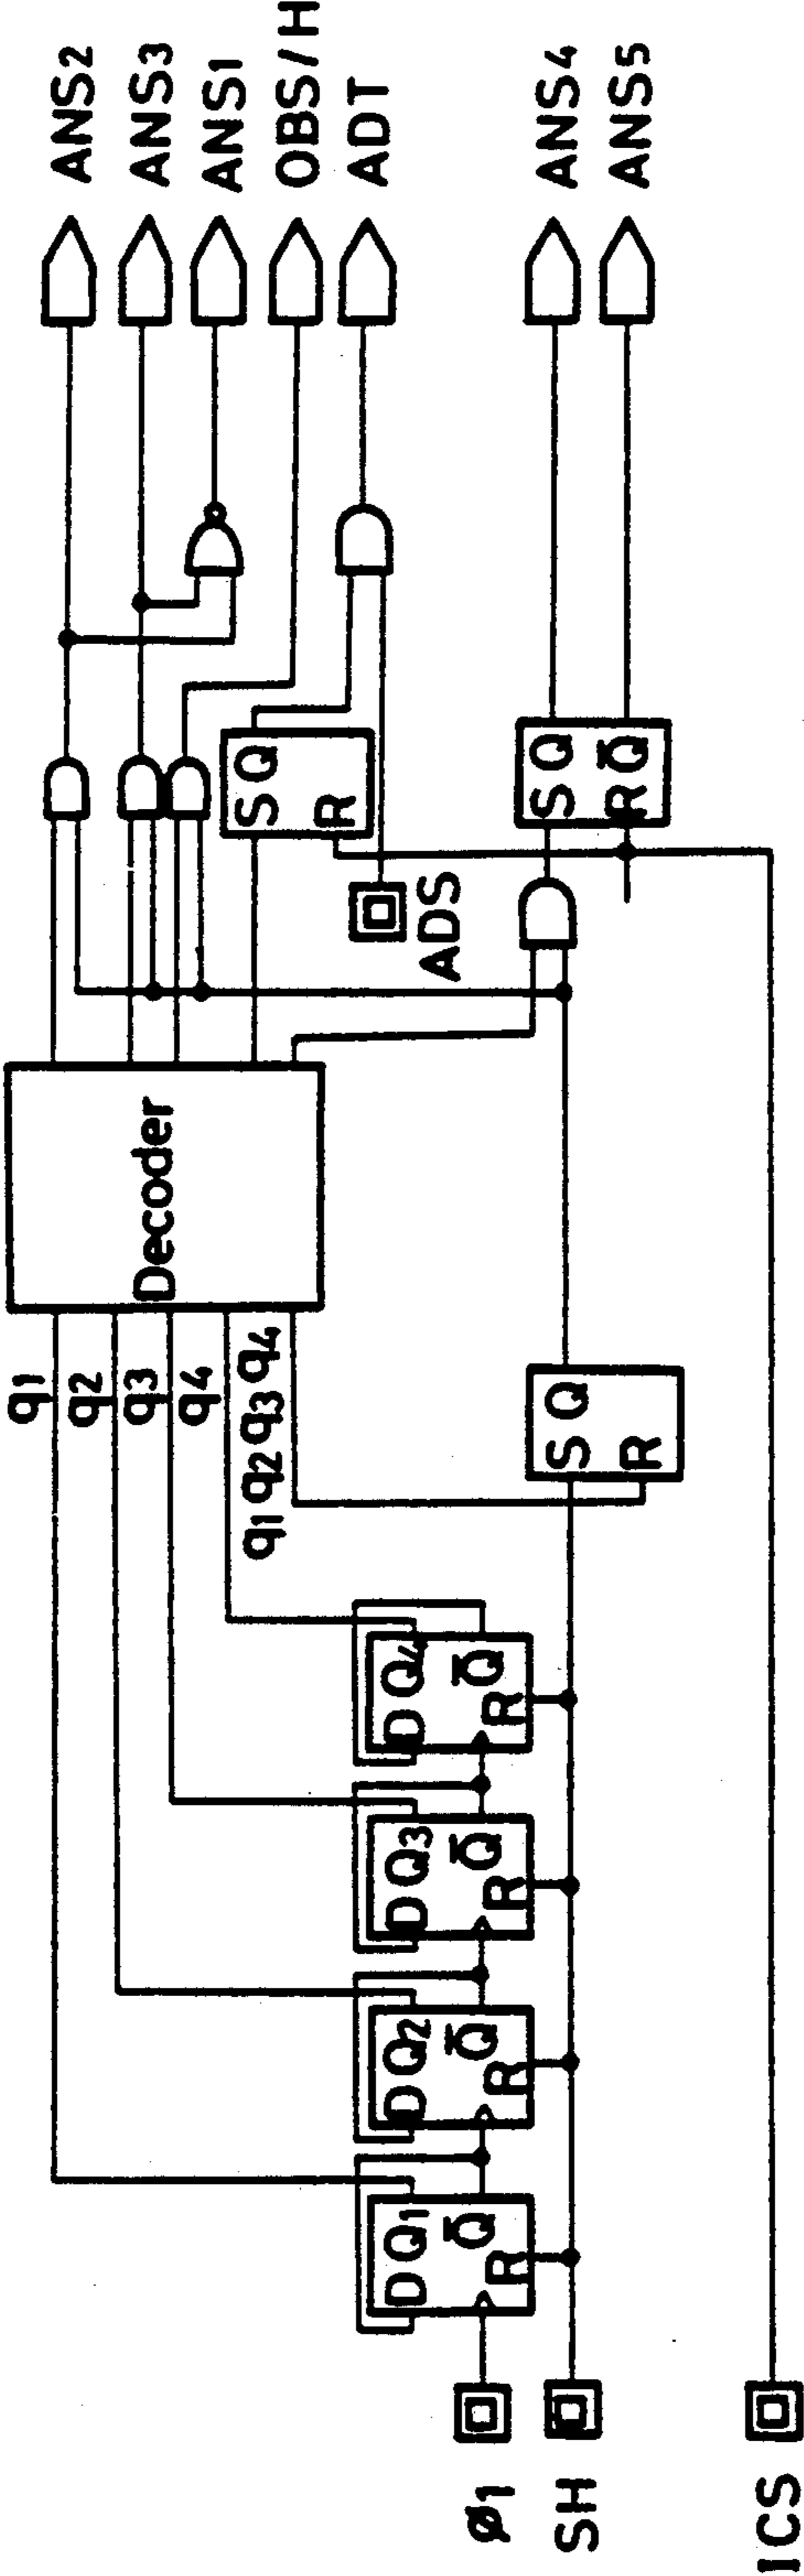 ANS2
ANS3
ANS1
OBS/H
ADT
ANS4
ANS5
S Q
R
S Q
R Q̅
ADS
Decoder
q1
q2
q3
q4
q1 q2 q3 q4
S Q
R
D Q1
Q̅
R
D Q2
Q̅
R
D Q3
Q̅
R
D Q4
Q̅
R
ø1
SH
ICS